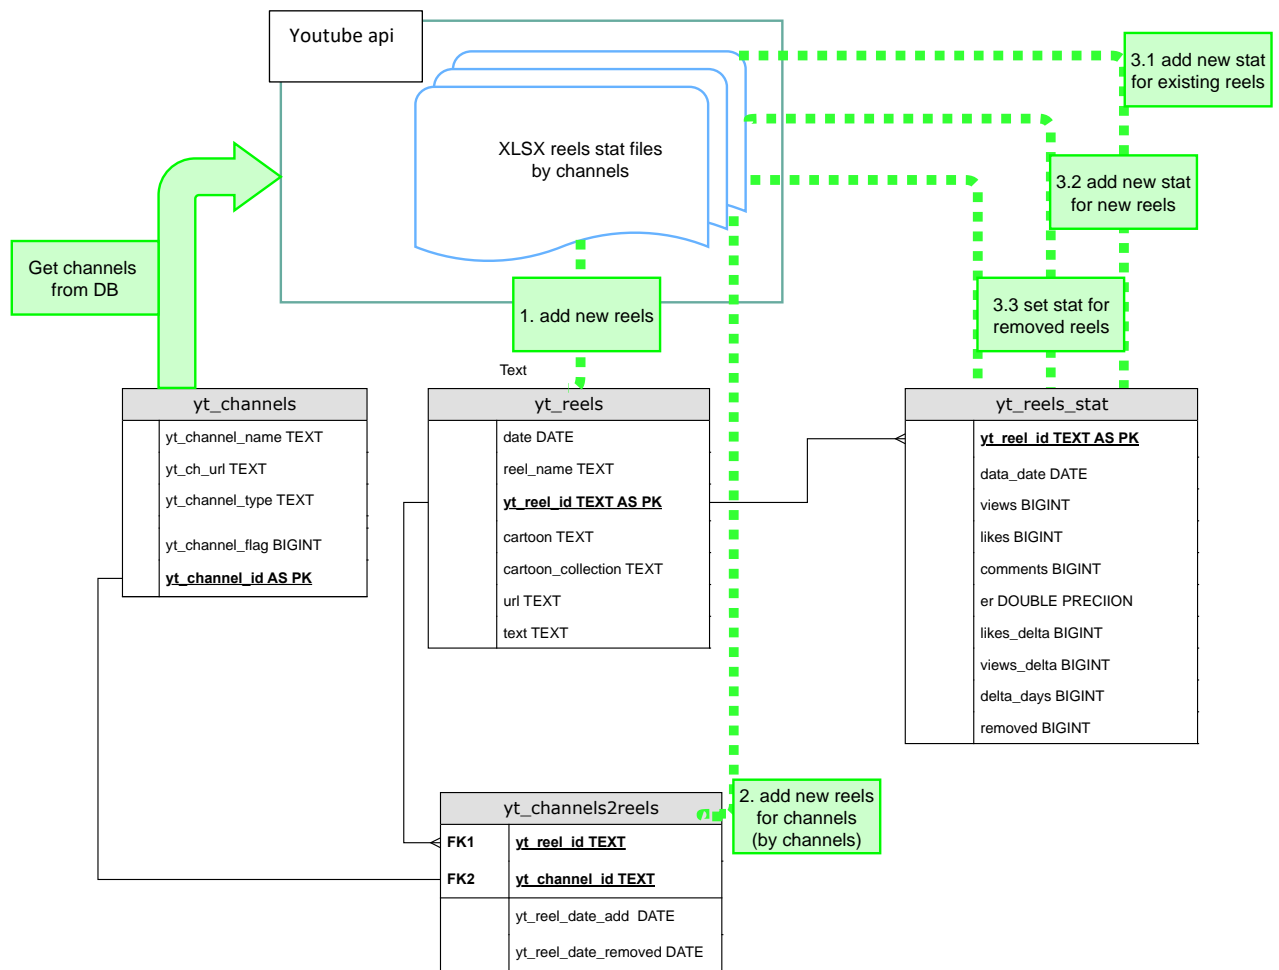 Youtube api
3.1 add new stat
for existing reels
XLSX reels stat files
by channels
3.2 add new stat
for new reels
Get channels
from DB
1. add new reels
3.3 set stat for
removed reels
Text
yt_channels
yt_channel_name TEXT
yt_ch_url TEXT
yt_channel_type TEXT
yt_channel_flag BIGINT
yt_channel_id AS PK
yt_reels
date DATE
reel_name TEXT
yt_reel_id TEXT AS PK
cartoon TEXT
cartoon_collection TEXT
url TEXT
text TEXT
yt_reels_stat
yt_reel_id TEXT AS PK
data_date DATE
views BIGINT
likes BIGINT
comments BIGINT
er DOUBLE PRECIION
likes_delta BIGINT
views_delta BIGINT
delta_days BIGINT
removed BIGINT
yt_channels2reels
FK1 yt_reel_id TEXT
FK2 yt_channel_id TEXT
yt_reel_date_add DATE
yt_reel_date_removed DATE
2. add new reels
for channels
(by channels)